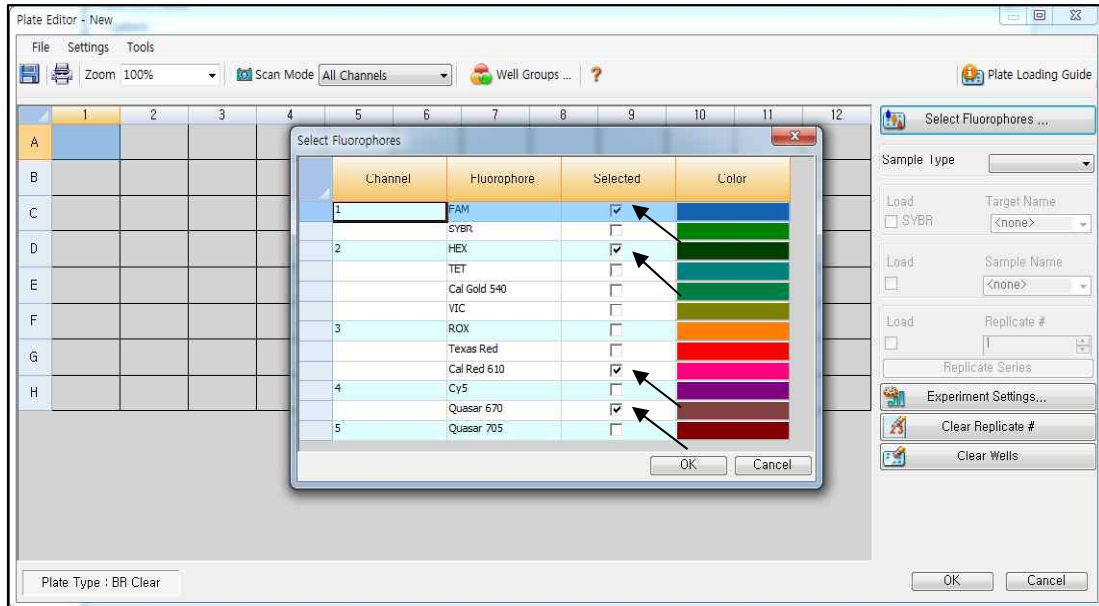 Plate Editor - New
File Settings Tools
Zoom 100% Scan Mode All Channels Well Groups ... ? Plate Loading Guide
1 2 3 4 5 6 7 8 9 10 11 12
A
B
C
D
E
F
G
H
Select Fluorophores
Channel Fluorophore Selected Color
1 FAM
SYBR
2 HEX
TET
Cal Gold 540
VIC
3 ROX
Texas Red
Cal Red 610
4 Cy5
Quasar 670
5 Quasar 705
OK Cancel
Select Fluorophores ...
Sample Type
Load Target Name
SYBR <none>
Load Sample Name
<none>
Load Replicate #
1
Replicate Series
Experiment Settings...
Clear Replicate #
Clear Wells
Plate Type : BR Clear
OK Cancel